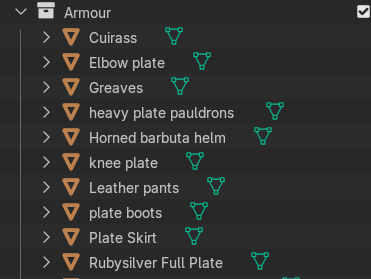 Armour
Cuirass
Elbow plate
Greaves
heavy plate pauldrons
Horned barbuta helm
knee plate
Leather pants
plate boots
Plate Skirt
Rubysilver Full Plate